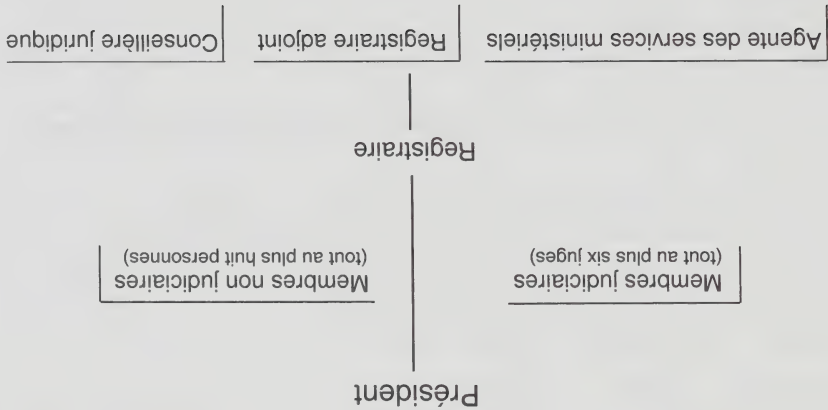 Président
Membres judiciaires
(tout au plus six juges)
Membres non judiciaires
(tout au plus huit personnes)
Registraire
Agente des services ministériels
Registraire adjoint
Conseillère juridique